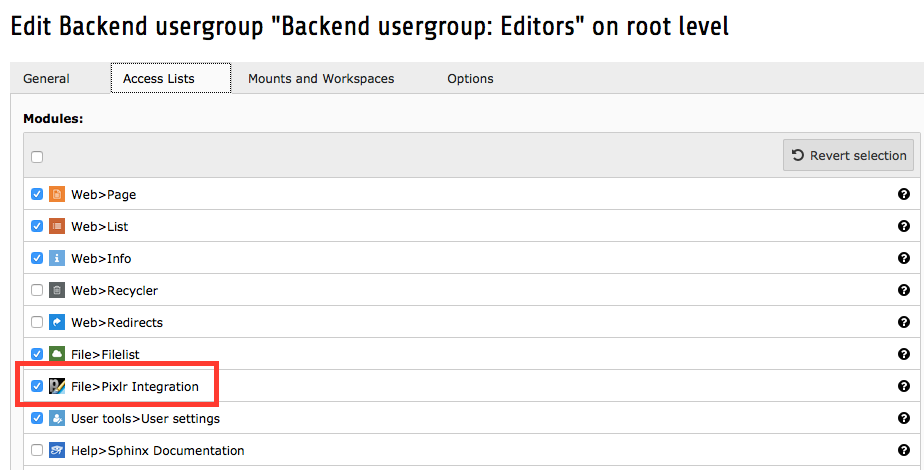 Edit Backend usergroup "Backend usergroup: Editors" on root level
General Access Lists Mounts and Workspaces Options
Modules:
Revert selection
Web>Page
Web>List
Web>Info
Web>Recycler
Web>Redirects
File>Filelist
File>Pixlr Integration
User tools>User settings
Help>Sphinx Documentation